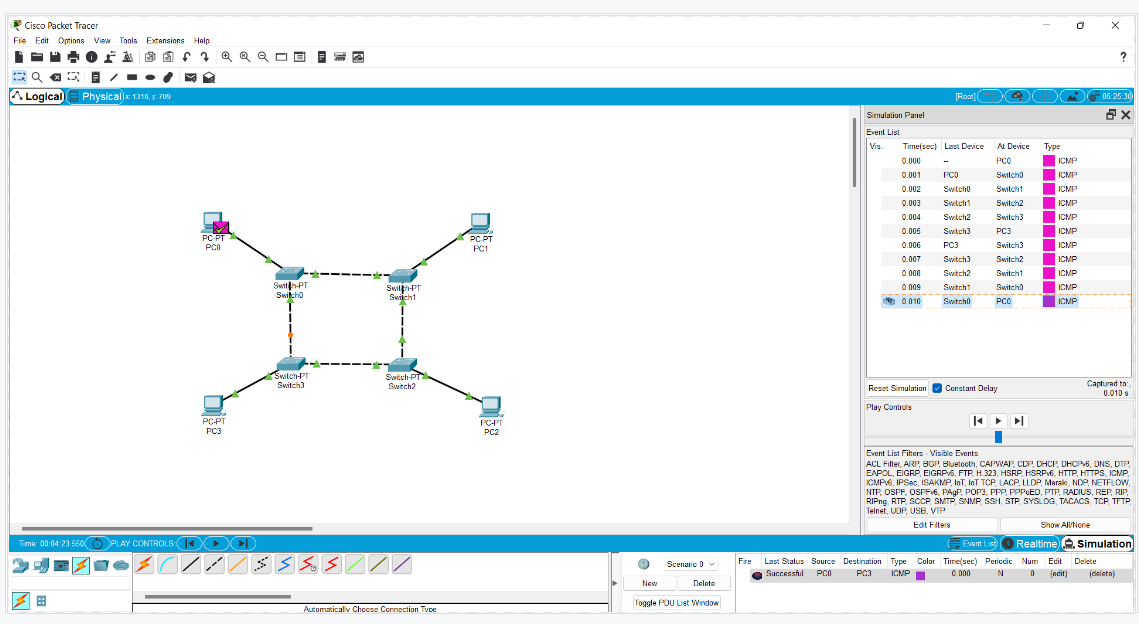 Cisco Packet Tracer
File Edit Options View Tools Extensions Help
?
Logical Physical x: 1316, y: 709 [Root] 05:25:30
Simulation Panel
Event List
Vis. Time(sec) Last Device At Device Type
0.000 -- PC0 ICMP
0.001 PC0 Switch0 ICMP
0.002 Switch0 Switch1 ICMP
0.003 Switch1 Switch2 ICMP
0.004 Switch2 Switch3 ICMP
0.005 Switch3 PC3 ICMP
0.006 PC3 Switch3 ICMP
0.007 Switch3 Switch2 ICMP
0.008 Switch2 Switch1 ICMP
0.009 Switch1 Switch0 ICMP
0.010 Switch0 PC0 ICMP
Reset Simulation Constant Delay Captured to:
0.010 s
Play Controls
Event List Filters - Visible Events
ACL Filter, ARP, BGP, Bluetooth, CAPWAP, CDP, DHCP, DHCPv6, DNS, DTP,
EAPOL, EIGRP, EIGRPv6, FTP, H.323, HSRP, HSRPv6, HTTP, HTTPS, ICMP,
ICMPv6, IPSec, ISAKMP, IoT, IoT TCP, LACP, LLDP, Meraki, NDP, NETFLOW,
NTP, OSPF, OSPFv6, PAgP, POP3, PPP, PPPoED, PTP, RADIUS, REP, RIP,
RIPng, RTP, SCCP, SMTP, SNMP, SSH, STP, SYSLOG, TACACS, TCP, TFTP,
Telnet, UDP, USB, VTP
Edit Filters Show All/None
PC-PT
PC0
PC-PT
PC1
Switch-PT
Switch0
Switch-PT
Switch1
Switch-PT
Switch3
Switch-PT
Switch2
PC-PT
PC3
PC-PT
PC2
Time: 00:04:23.550 PLAY CONTROLS: Event List Realtime Simulation
Automatically Choose Connection Type
Scenario 0
New Delete
Toggle PDU List Window
Fire Last Status Source Destination Type Color Time(sec) Periodic Num Edit Delete
Successful PC0 PC3 ICMP 0.000 N 0 (edit) (delete)